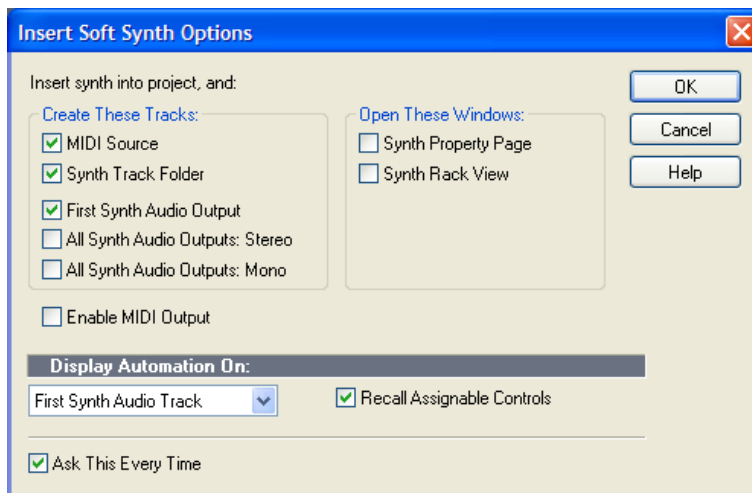 Insert Soft Synth Options
Insert synth into project, and:
Create These Tracks:
MIDI Source
Synth Track Folder
First Synth Audio Output
All Synth Audio Outputs: Stereo
All Synth Audio Outputs: Mono
Enable MIDI Output
Open These Windows:
Synth Property Page
Synth Rack View
OK
Cancel
Help
Display Automation On:
First Synth Audio Track
Recall Assignable Controls
Ask This Every Time